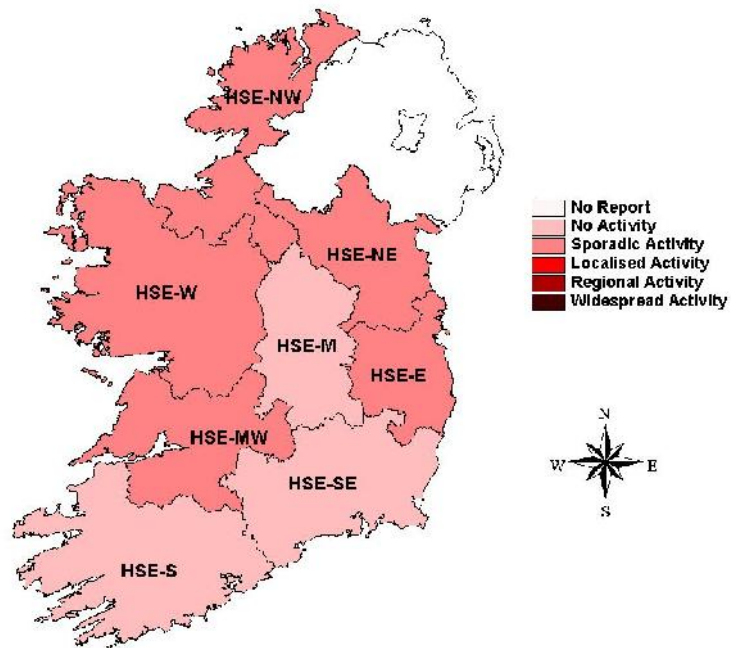 HSE-NW
HSE-NE
HSE-W
HSE-M
HSE-E
HSE-MW
HSE-SE
HSE-S
No Report
No Activity
Sporadic Activity
Localised Activity
Regional Activity
Widespread Activity
N
W E
S